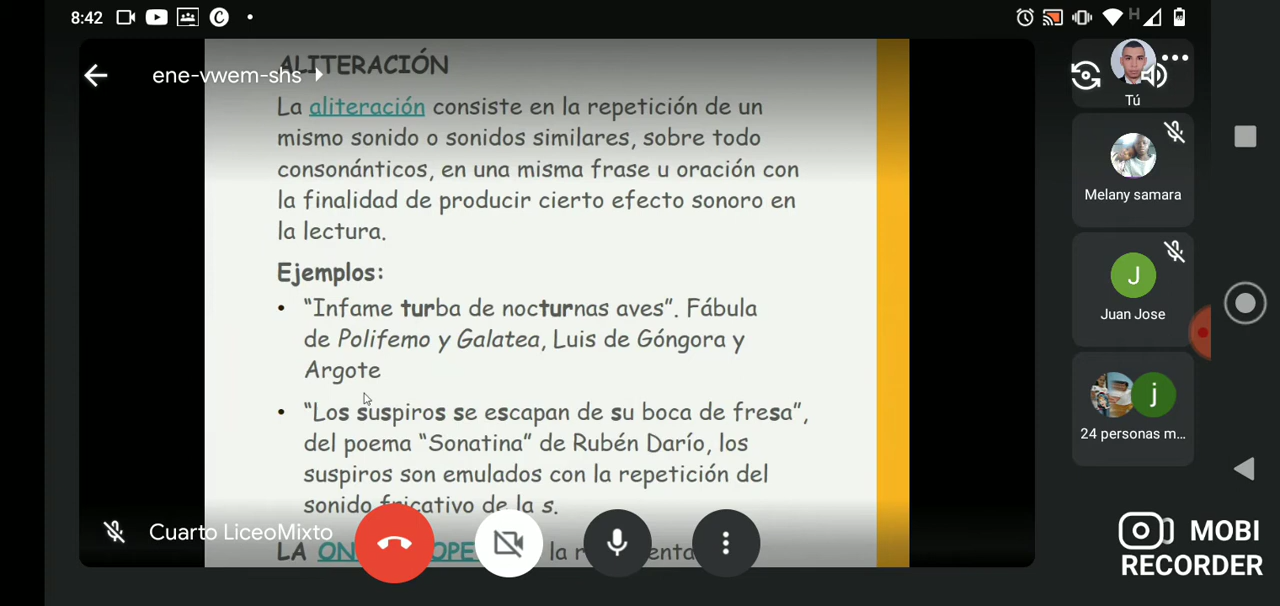 8:42
ene-vwem-shs
ALITERACIÓN
La aliteración consiste en la repetición de un
mismo sonido o sonidos similares, sobre todo
consonánticos, en una misma frase u oración con
la finalidad de producir cierto efecto sonoro en
la lectura.
Ejemplos:
• “Infame turba de nocturnas aves”. Fábula
de Polifemo y Galatea, Luis de Góngora y
Argote
• “Los suspiros se escapan de su boca de fresa”,
del poema “Sonatina” de Rubén Darío, los
suspiros son emulados con la repetición del
sonido fricativo de la s.
LA la
Cuarto LiceoMixto
H
Tú
Melany samara
J
Juan Jose
j
24 personas m...
MOBI
RECORDER